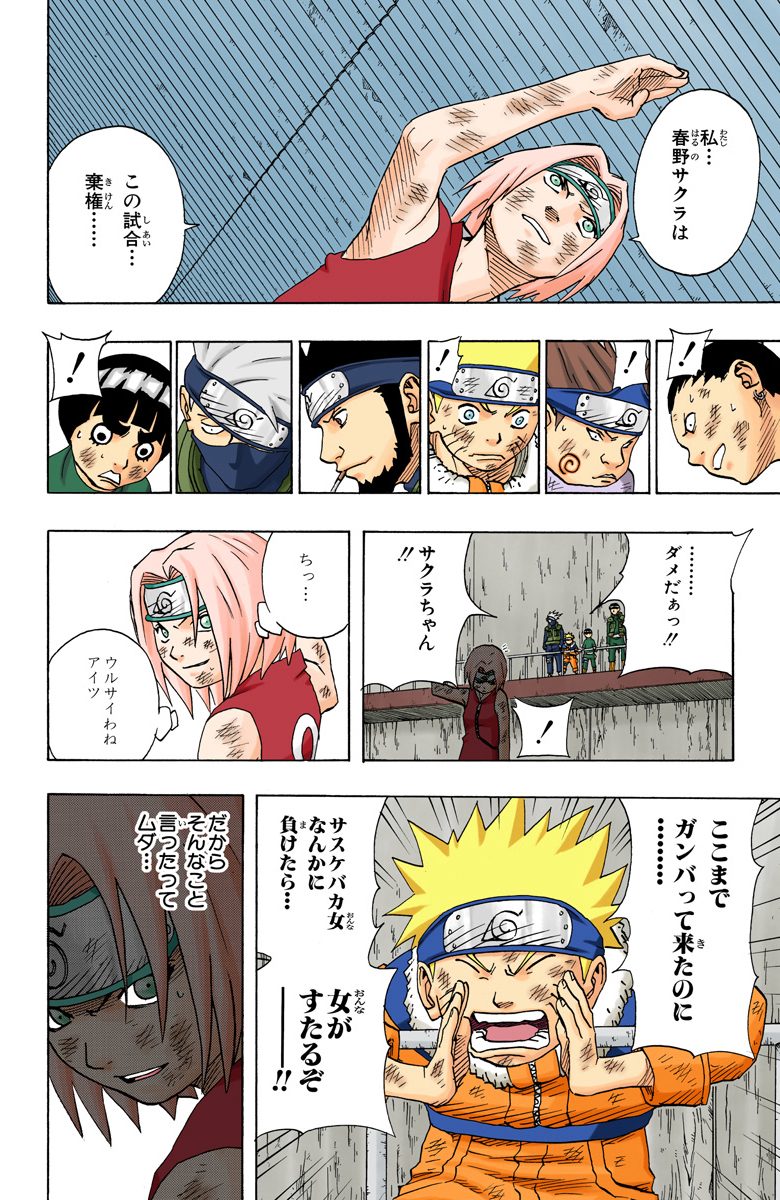 私…
春野サクラは
この試合…
棄権……
!
!
!
!
………
ダメだぁっ!!
サクラちゃん
!!
!
ちっ…
ウルサイわね
アイツ
ここまで
ガンバって来たのに
………
サスケバカ女
なんかに
負けたら…
女が
すたるぞ
――!!
だから
そんなこと
言ったって
ムダ…